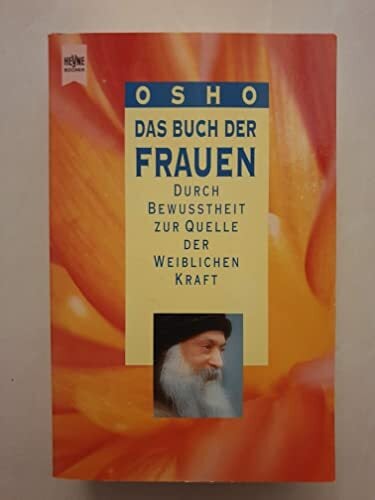 HEYNE
BÜCHER
OSHO
DAS BUCH DER
FRAUEN
DURCH
BEWUSSTHEIT
ZUR QUELLE
DER
WEIBLICHEN
KRAFT